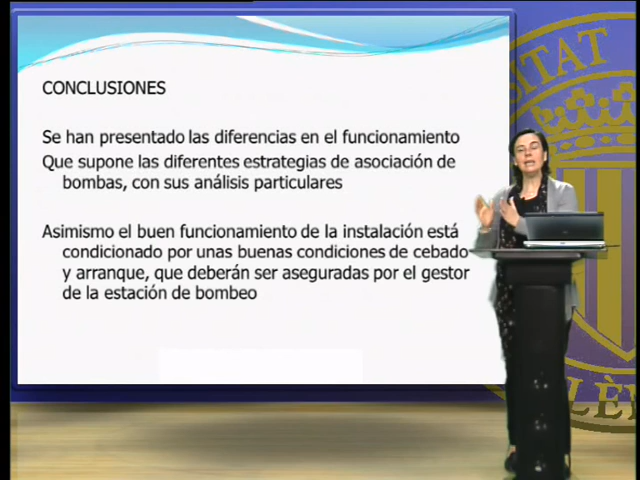 CONCLUSIONES
Se han presentado las diferencias en el funcionamiento
Que supone las diferentes estrategias de asociación de
bombas, con sus análisis particulares
Asimismo el buen funcionamiento de la instalación está
condicionado por unas buenas condiciones de cebado
y arranque, que deberán ser aseguradas por el gestor
de la estación de bombeo
SITAT
LÈN